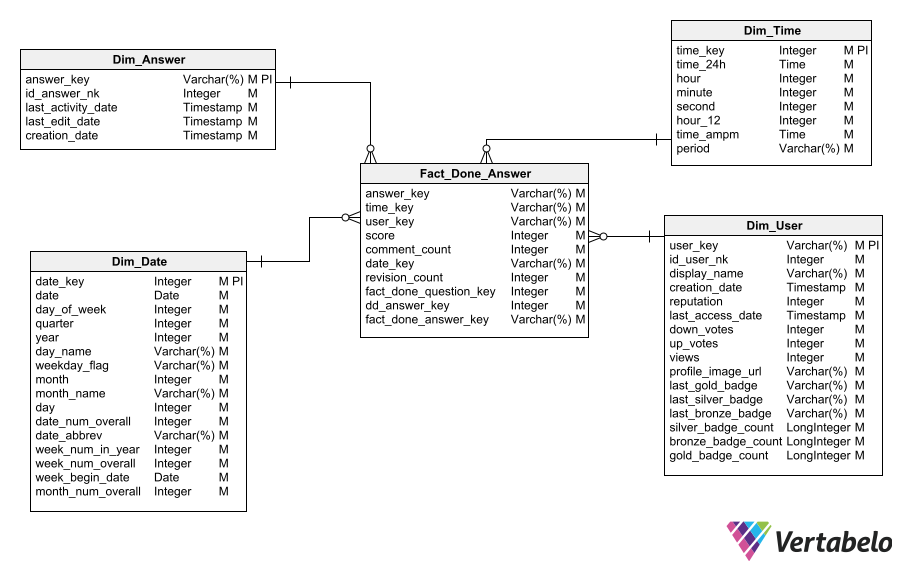 Dim_Answer
answer_key Varchar(%) M PI
id_answer_nk Integer M
last_activity_date Timestamp M
last_edit_date Timestamp M
creation_date Timestamp M
Dim_Time
time_key Integer M PI
time_24h Time M
hour Integer M
minute Integer M
second Integer M
hour_12 Integer M
time_ampm Time M
period Varchar(%) M
Fact_Done_Answer
answer_key Varchar(%) M
time_key Varchar(%) M
user_key Varchar(%) M
score Integer M
comment_count Integer M
date_key Varchar(%) M
revision_count Integer M
fact_done_question_key Integer M
dd_answer_key Integer M
fact_done_answer_key Varchar(%) M
Dim_Date
date_key Integer M PI
date Date M
day_of_week Integer M
quarter Integer M
year Integer M
day_name Varchar(%) M
weekday_flag Varchar(%) M
month Integer M
month_name Varchar(%) M
day Integer M
date_num_overall Integer M
date_abbrev Varchar(%) M
week_num_in_year Integer M
week_num_overall Integer M
week_begin_date Date M
month_num_overall Integer M
Dim_User
user_key Varchar(%) M PI
id_user_nk Integer M
display_name Varchar(%) M
creation_date Timestamp M
reputation Integer M
last_access_date Timestamp M
down_votes Integer M
up_votes Integer M
views Integer M
profile_image_url Varchar(%) M
last_gold_badge Varchar(%) M
last_silver_badge Varchar(%) M
last_bronze_badge Varchar(%) M
silver_badge_count LongInteger M
bronze_badge_count LongInteger M
gold_badge_count LongInteger M
Vertabelo